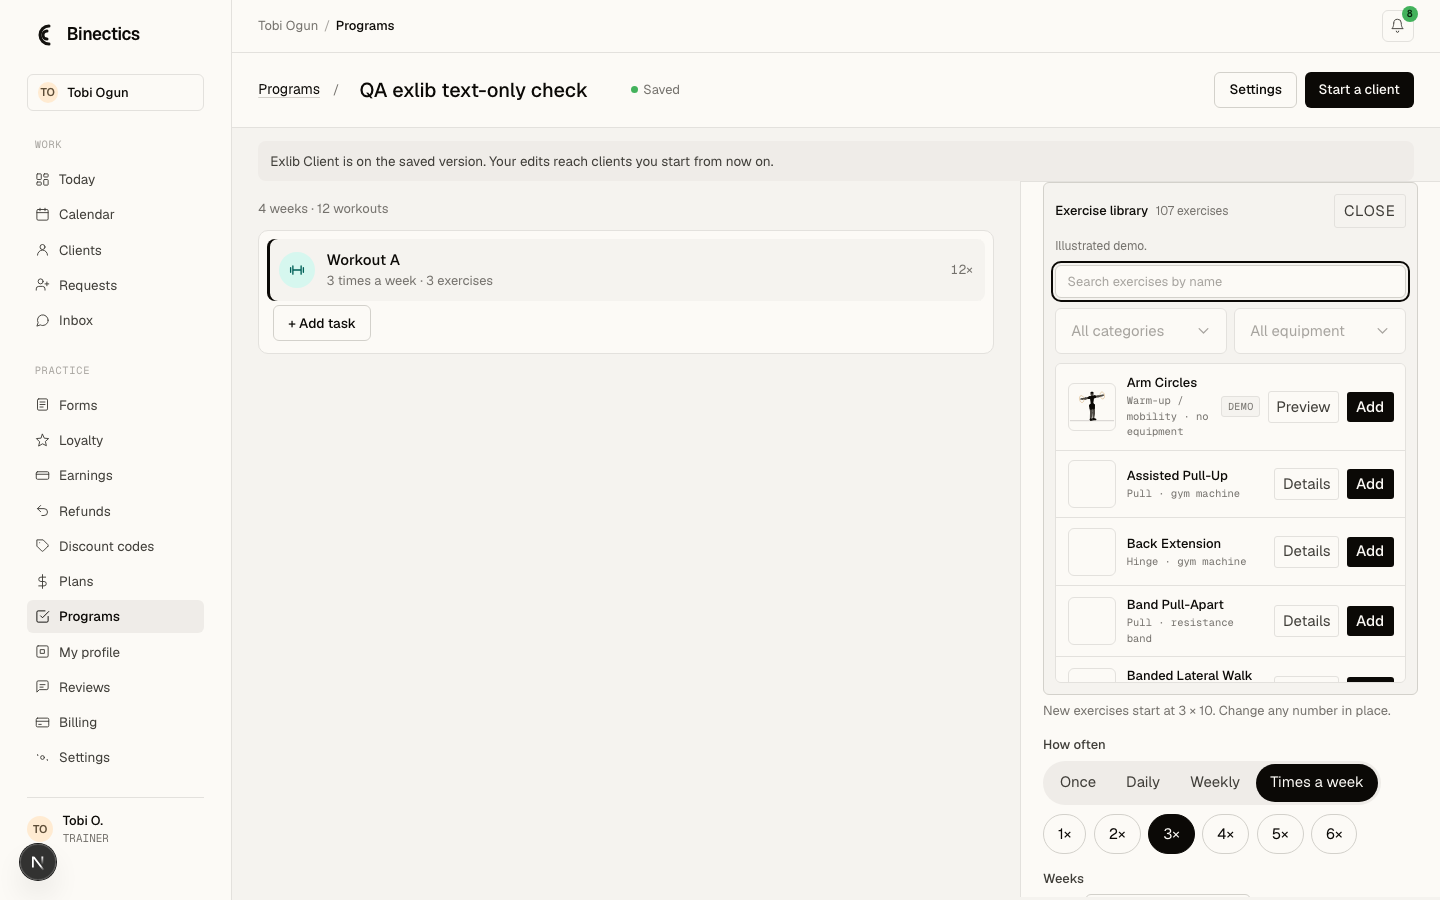 Binectics
TO Tobi Ogun
WORK
Today
Calendar
Clients
Requests
Inbox
PRACTICE
Forms
Loyalty
Earnings
Refunds
Discount codes
Plans
Programs
My profile
Reviews
Billing
Settings
TO Tobi O.
TRAINER
N
Tobi Ogun / Programs
8
Programs / QA exlib text-only check
Saved
Settings
Start a client
Exlib Client is on the saved version. Your edits reach clients you start from now on.
4 weeks · 12 workouts
Workout A
3 times a week · 3 exercises
12×
+ Add task
Exercise library 107 exercises
CLOSE
Illustrated demo.
Search exercises by name
All categories
All equipment
Arm Circles
Warm-up /
mobility · no
equipment
DEMO
Preview
Add
Assisted Pull-Up
Pull · gym machine
Details
Add
Back Extension
Hinge · gym machine
Details
Add
Band Pull-Apart
Pull · resistance
band
Details
Add
Banded Lateral Walk
New exercises start at 3 × 10. Change any number in place.
How often
Once
Daily
Weekly
Times a week
1×
2×
3×
4×
5×
6×
Weeks